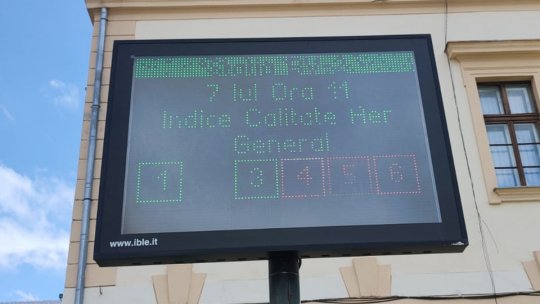 7 Iul Ora 11
Indice Calitate Aer
General
1 3 4 5 6
www.ible.it